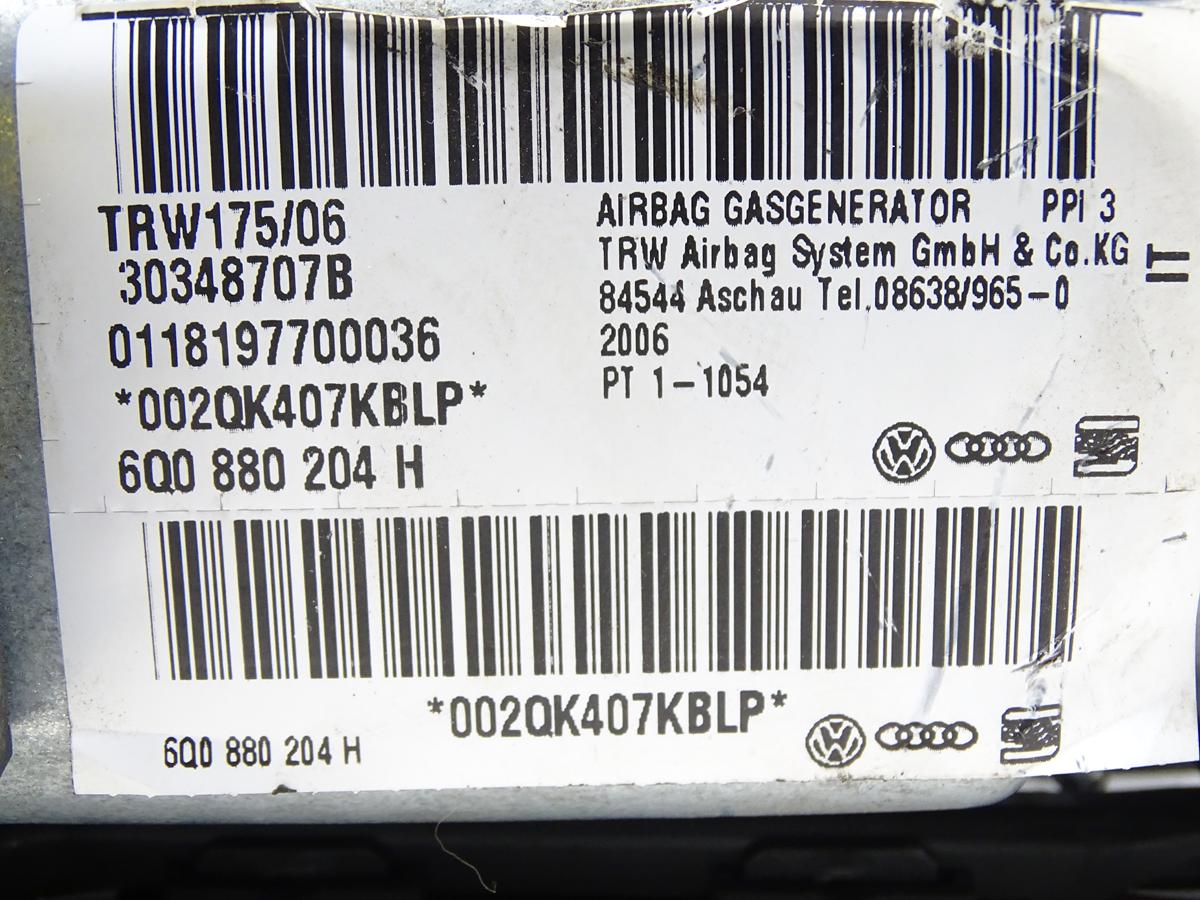 TRW175/06
30348707B
0118197700036
*002QK407KBLP*
6Q0 880 204 H
AIRBAG GASGENERATOR PPI 3
TRW Airbag System GmbH & Co.KG
84544 Aschau Tel.08638/965-0
2006
PT 1-1054
IT
*002QK407KBLP*
6Q0 880 204 H